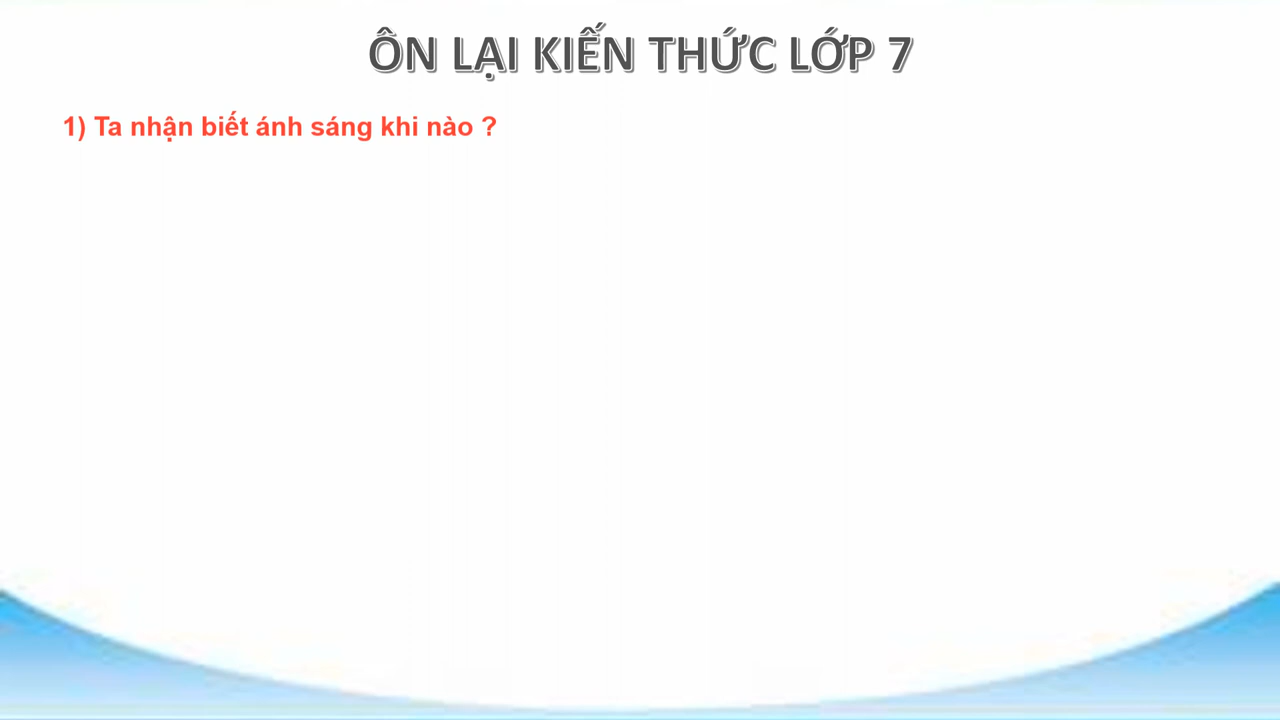 ÔN LẠI KIẾN THỨC LỚP 7
1) Ta nhận biết ánh sáng khi nào ?